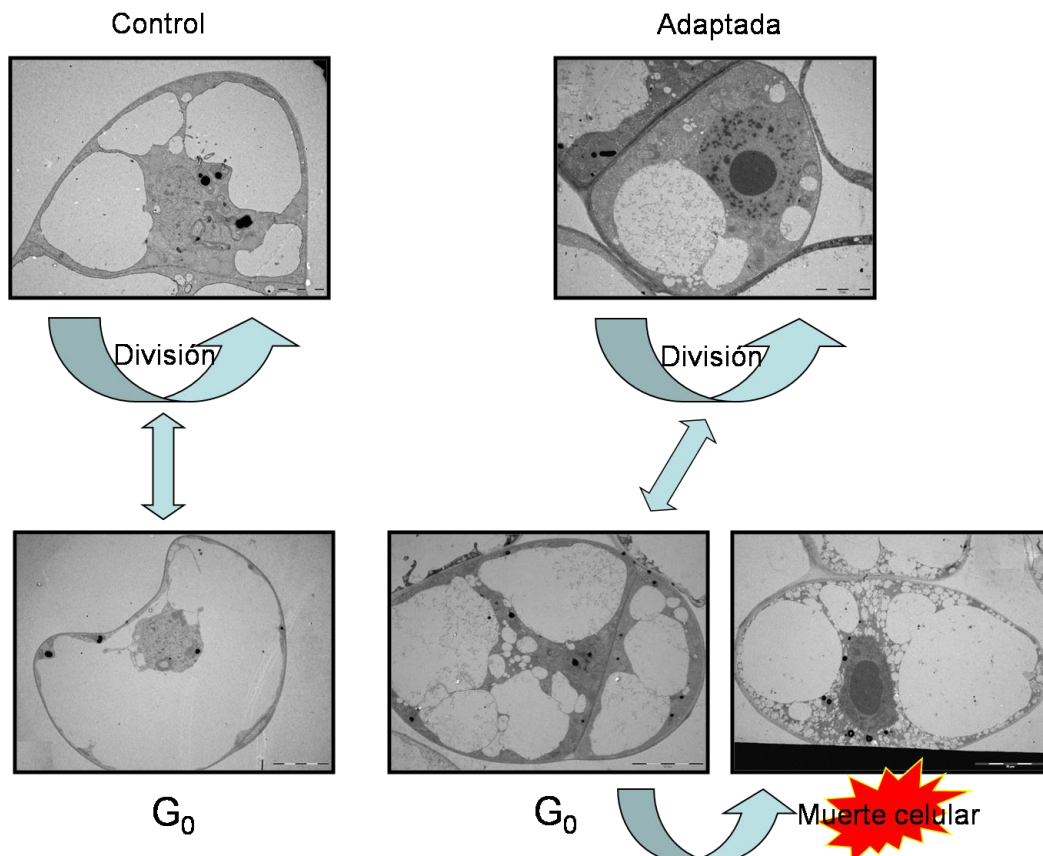 Control
Adaptada
División
División
G₀
G₀
Muerte celular